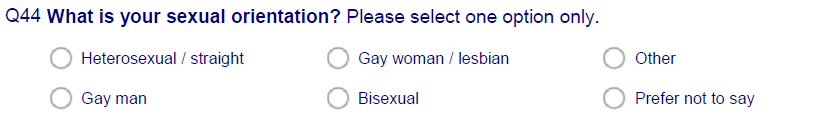 Q44 What is your sexual orientation? Please select one option only.
Heterosexual / straight Gay woman / lesbian Other
Gay man Bisexual Prefer not to say